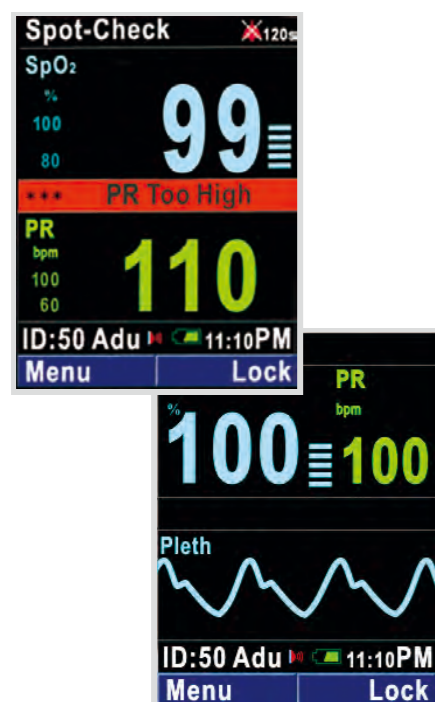 Spot-Check 120s
SpO₂
%
100
80
99
*** PR Too High
PR
bpm
100
60
110
ID:50 Adu 11:10PM
Menu Lock
PR
% bpm
100 100
Pleth
ID:50 Adu 11:10PM
Menu Lock